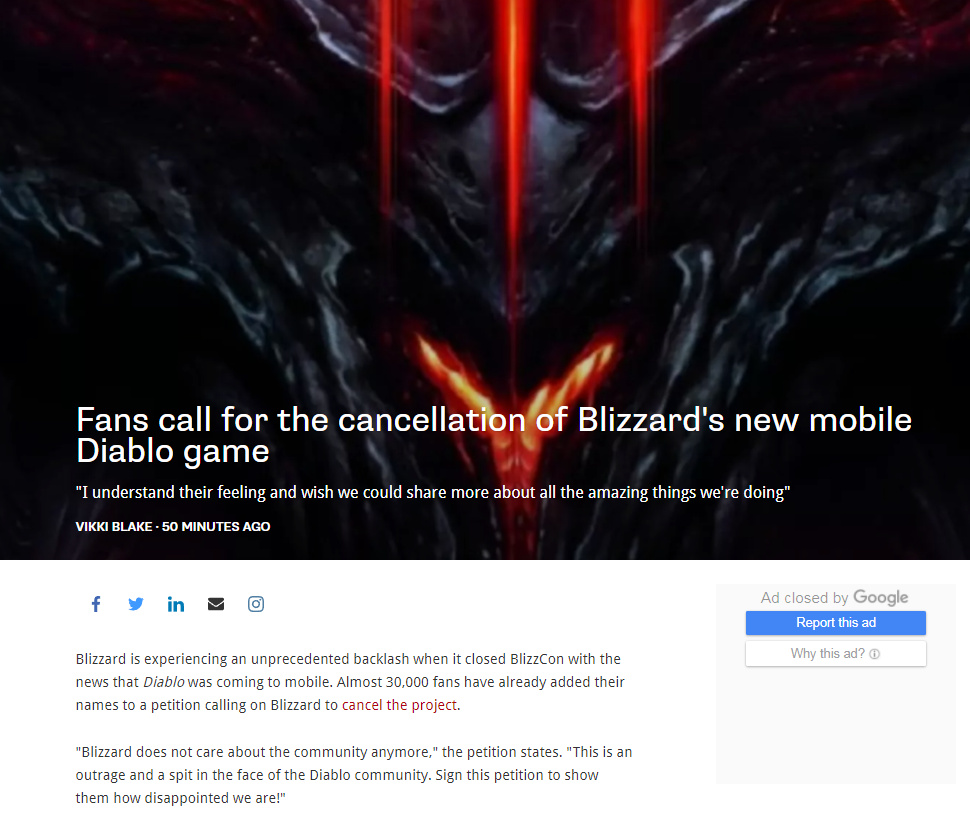 Fans call for the cancellation of Blizzard's new mobile
Diablo game
"I understand their feeling and wish we could share more about all the amazing things we're doing"
VIKKI BLAKE · 50 MINUTES AGO
Ad closed by Google
Report this ad
Why this ad?
Blizzard is experiencing an unprecedented backlash when it closed BlizzCon with the
news that Diablo was coming to mobile. Almost 30,000 fans have already added their
names to a petition calling on Blizzard to cancel the project.
"Blizzard does not care about the community anymore," the petition states. "This is an
outrage and a spit in the face of the Diablo community. Sign this petition to show
them how disappointed we are!"